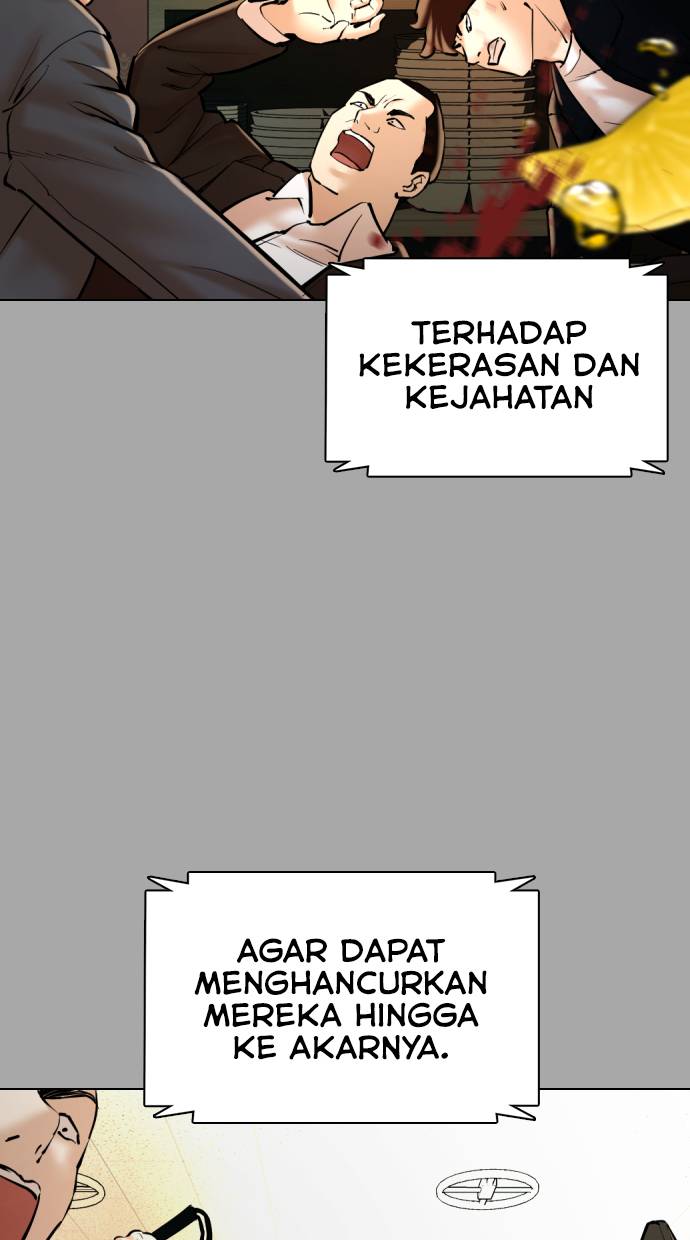 TERHADAP
KEKERASAN DAN
KEJAHATAN
AGAR DAPAT
MENGHANCURKAN
MEREKA HINGGA
KE AKARNYA.